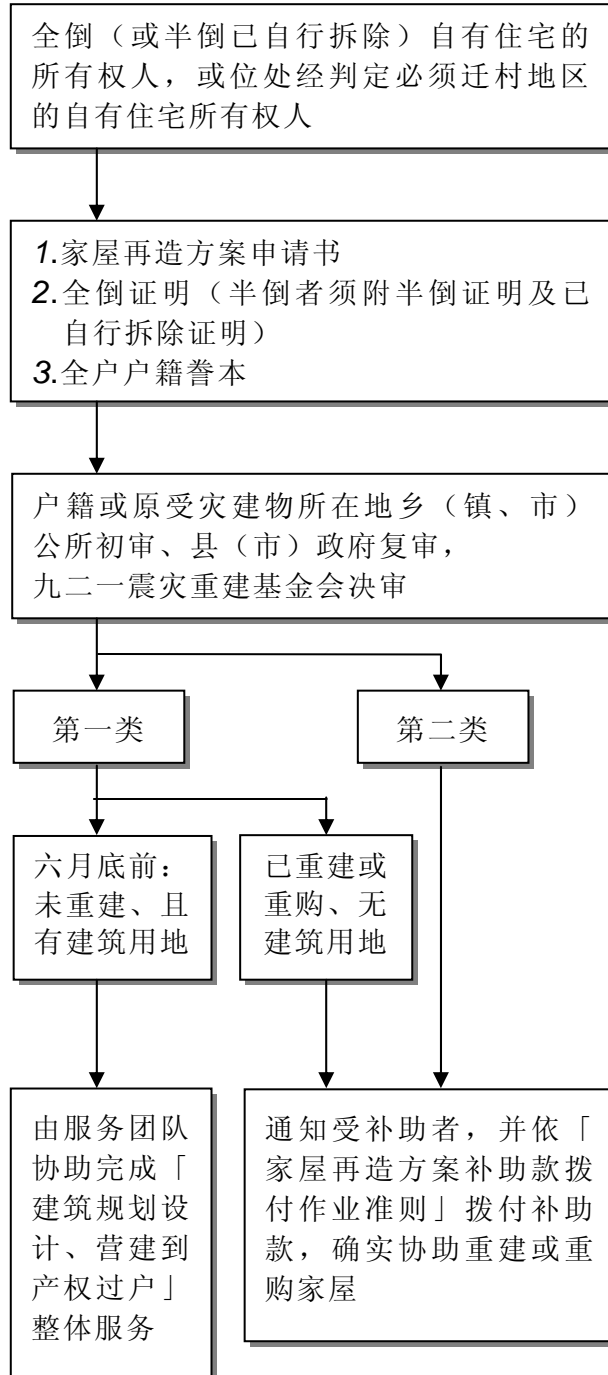 全倒（或半倒已自行拆除）自有住宅的
所有权人，或位处经判定必须迁村地区
的自有住宅所有权人
1.家屋再造方案申请书
2.全倒证明（半倒者须附半倒证明及已
自行拆除证明）
3.全户户籍誊本
户籍或原受灾建物所在地乡（镇、市）
公所初审、县（市）政府复审，
九二一震灾重建基金会决审
第一类
第二类
六月底前：
未重建、且
有建筑用地
已重建或
重购、无
建筑用地
由服务团队
协助完成「
建筑规划设
计、营建到
产权过户」
整体服务
通知受补助者，并依「
家屋再造方案补助款拨
付作业准则」拨付补助
款，确实协助重建或重
购家屋